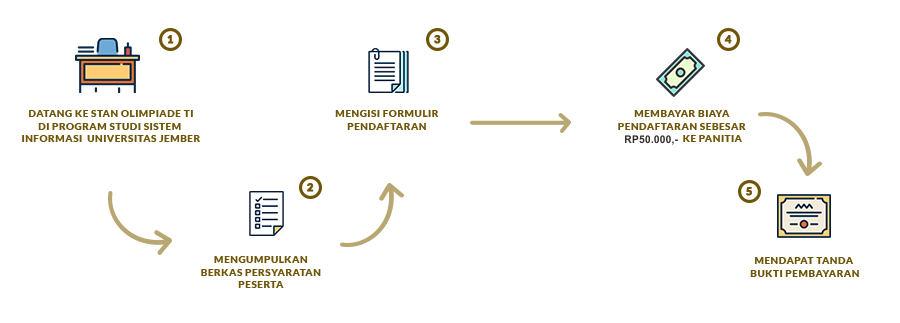 1
DATANG KE STAN OLIMPIADE TI
DI PROGRAM STUDI SISTEM
INFORMASI UNIVERSITAS JEMBER
2
MENGUMPULKAN
BERKAS PERSYARATAN
PESERTA
3
MENGISI FORMULIR
PENDAFTARAN
4
MEMBAYAR BIAYA
PENDAFTARAN SEBESAR
RP50.000,- KE PANITIA
5
MENDAPAT TANDA
BUKTI PEMBAYARAN